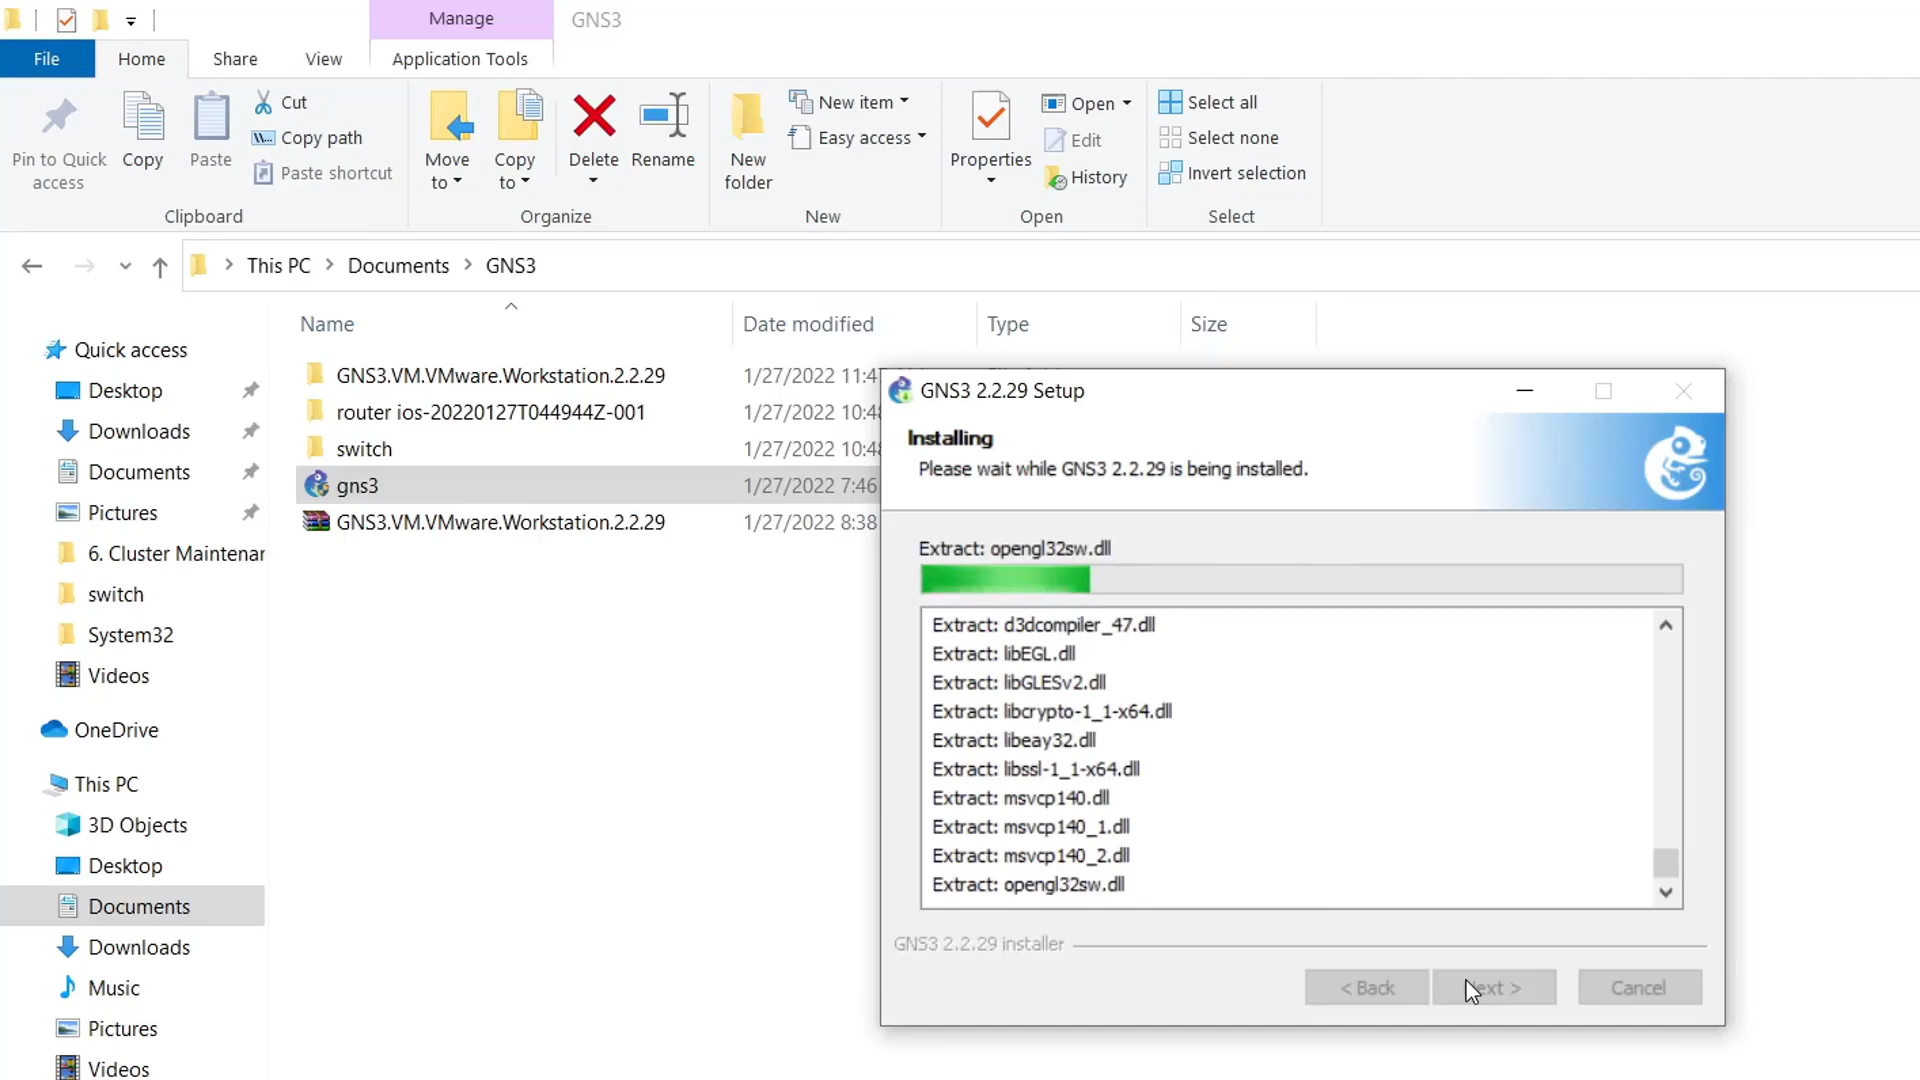 Manage
GNS3
File
Home
Share
View
Application Tools
Pin to Quick access
Copy
Paste
Cut
Copy path
Paste shortcut
Clipboard
Move to
Copy to
Delete
Rename
Organize
New folder
New item
Easy access
New
Properties
Open
Edit
History
Open
Select all
Select none
Invert selection
Select
This PC
Documents
GNS3
Name
Date modified
Type
Size
Quick access
Desktop
Downloads
Documents
Pictures
6. Cluster Maintenar
switch
System32
Videos
OneDrive
This PC
3D Objects
Desktop
Documents
Downloads
Music
Pictures
Videos
GNS3.VM.VMware.Workstation.2.2.29 1/27/2022 11:4
router ios-20220127T044944Z-001 1/27/2022 10:48
switch 1/27/2022 10:48
gns3 1/27/2022 7:46
GNS3.VM.VMware.Workstation.2.2.29 1/27/2022 8:38
GNS3 2.2.29 Setup
Installing
Please wait while GNS3 2.2.29 is being installed.
Extract: opengl32sw.dll
Extract: d3dcompiler_47.dll
Extract: libEGL.dll
Extract: libGLESv2.dll
Extract: libcrypto-1_1-x64.dll
Extract: libeay32.dll
Extract: libssl-1_1-x64.dll
Extract: msvcp140.dll
Extract: msvcp140_1.dll
Extract: msvcp140_2.dll
Extract: opengl32sw.dll
GNS3 2.2.29 installer
< Back
Next >
Cancel